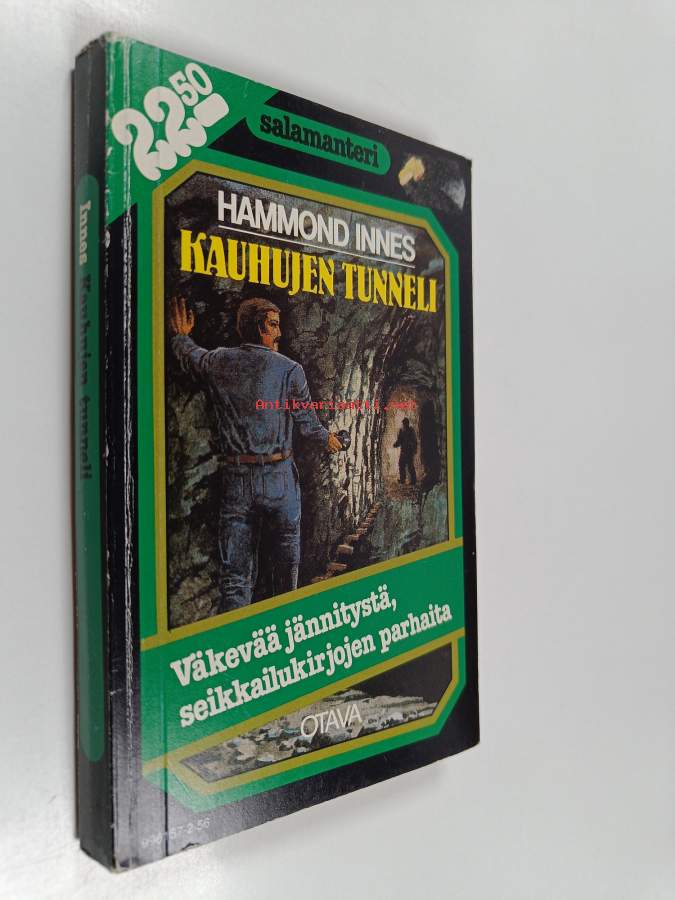 22.50
salamanteri
HAMMOND INNES
KAUHUJEN TUNNELI
Antikvariaatti.net
Väkevää jännitystä,
seikkailukirjojen parhaita
OTAVA
Innes Kauhujen tunneli